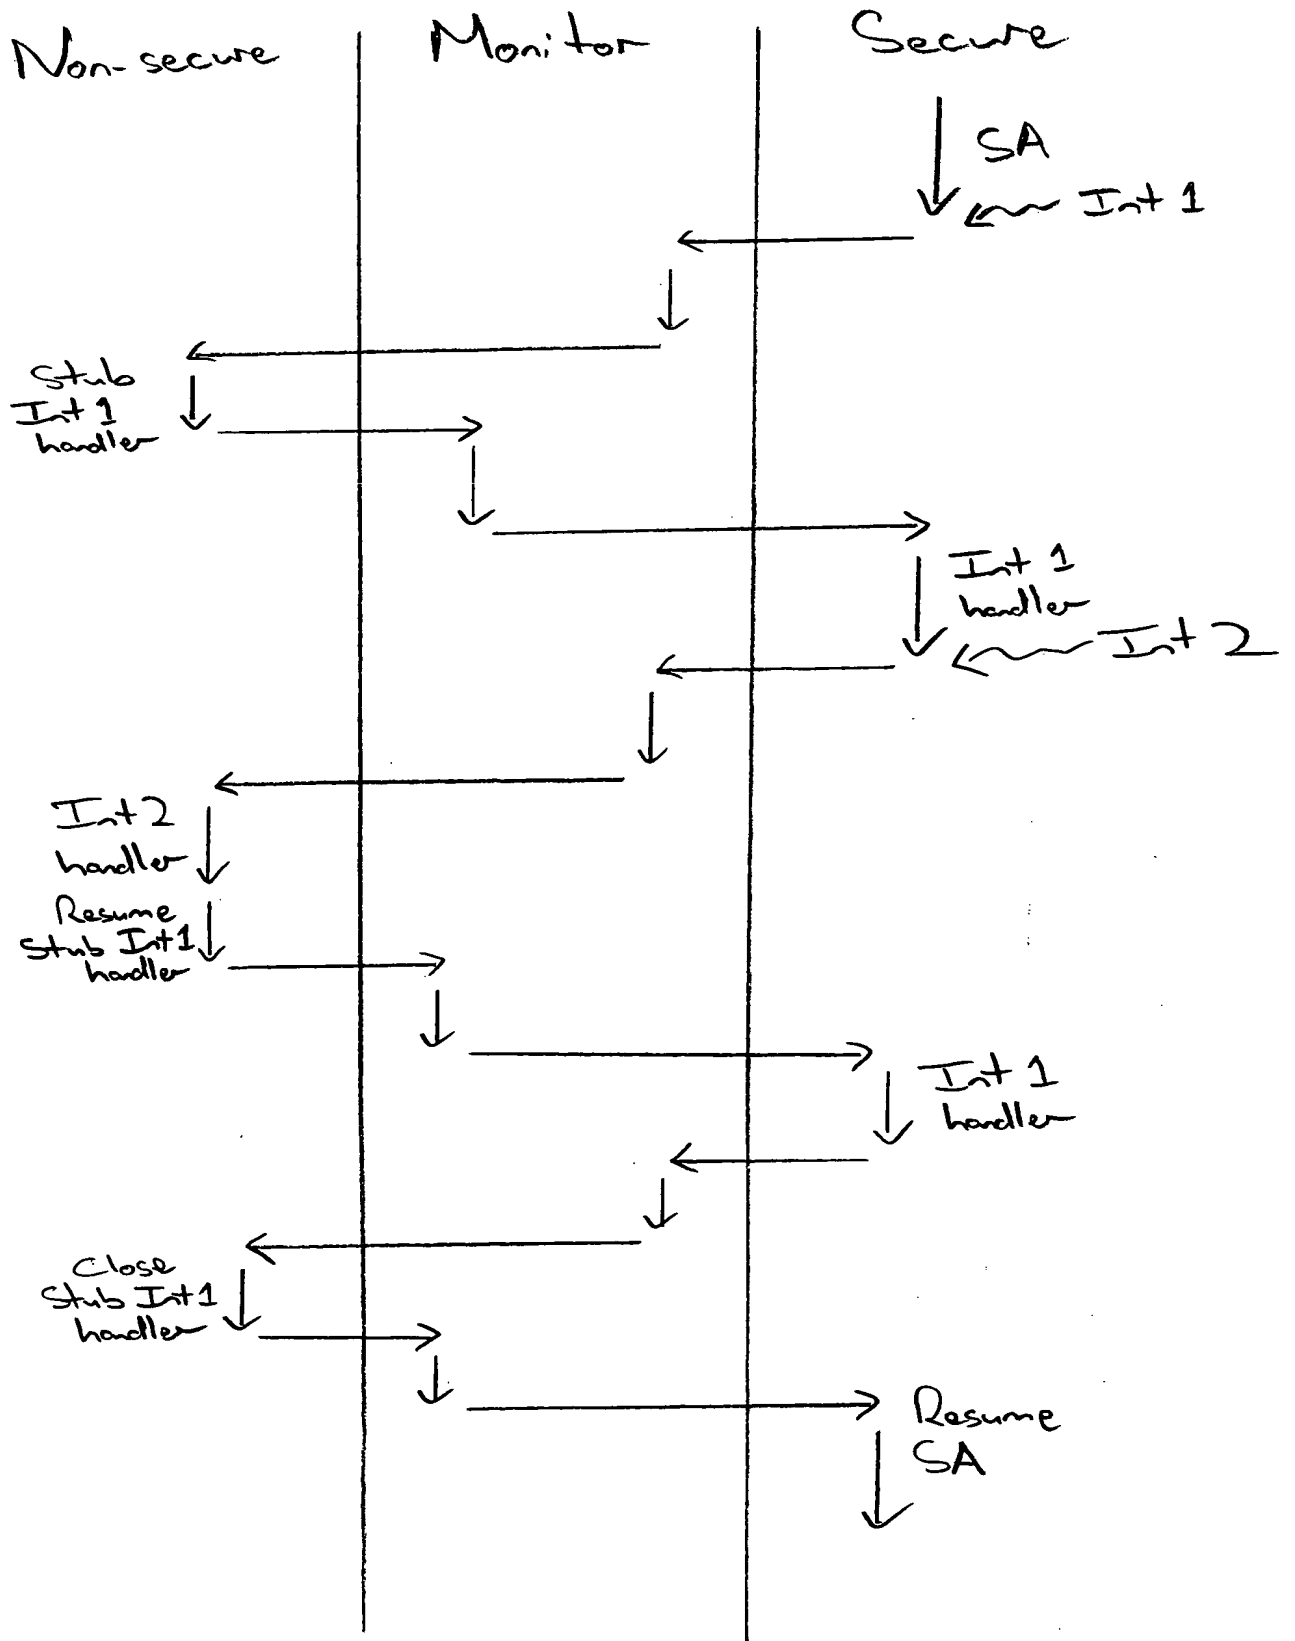 Non-secure
Monitor
Secure
SA
Int 1
Stub
Int 1
handler
Int 1
handler
Int 2
Int 2
handler
Resume
Stub Int 1
handler
Int 1
handler
Close
Stub Int 1
handler
Resume
SA